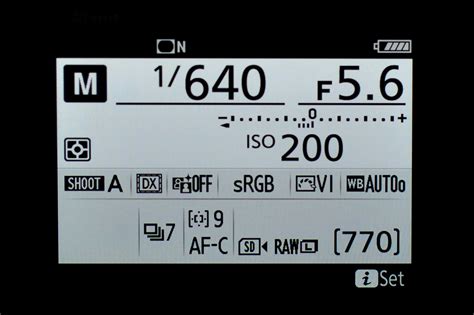 N
M 1/640 F5.6
- 0 +
ISO 200
SHOOT A DX OFF sRGB VI WB AUTO0
7 [ ] 9 AF-C SD RAW L [770]
i Set